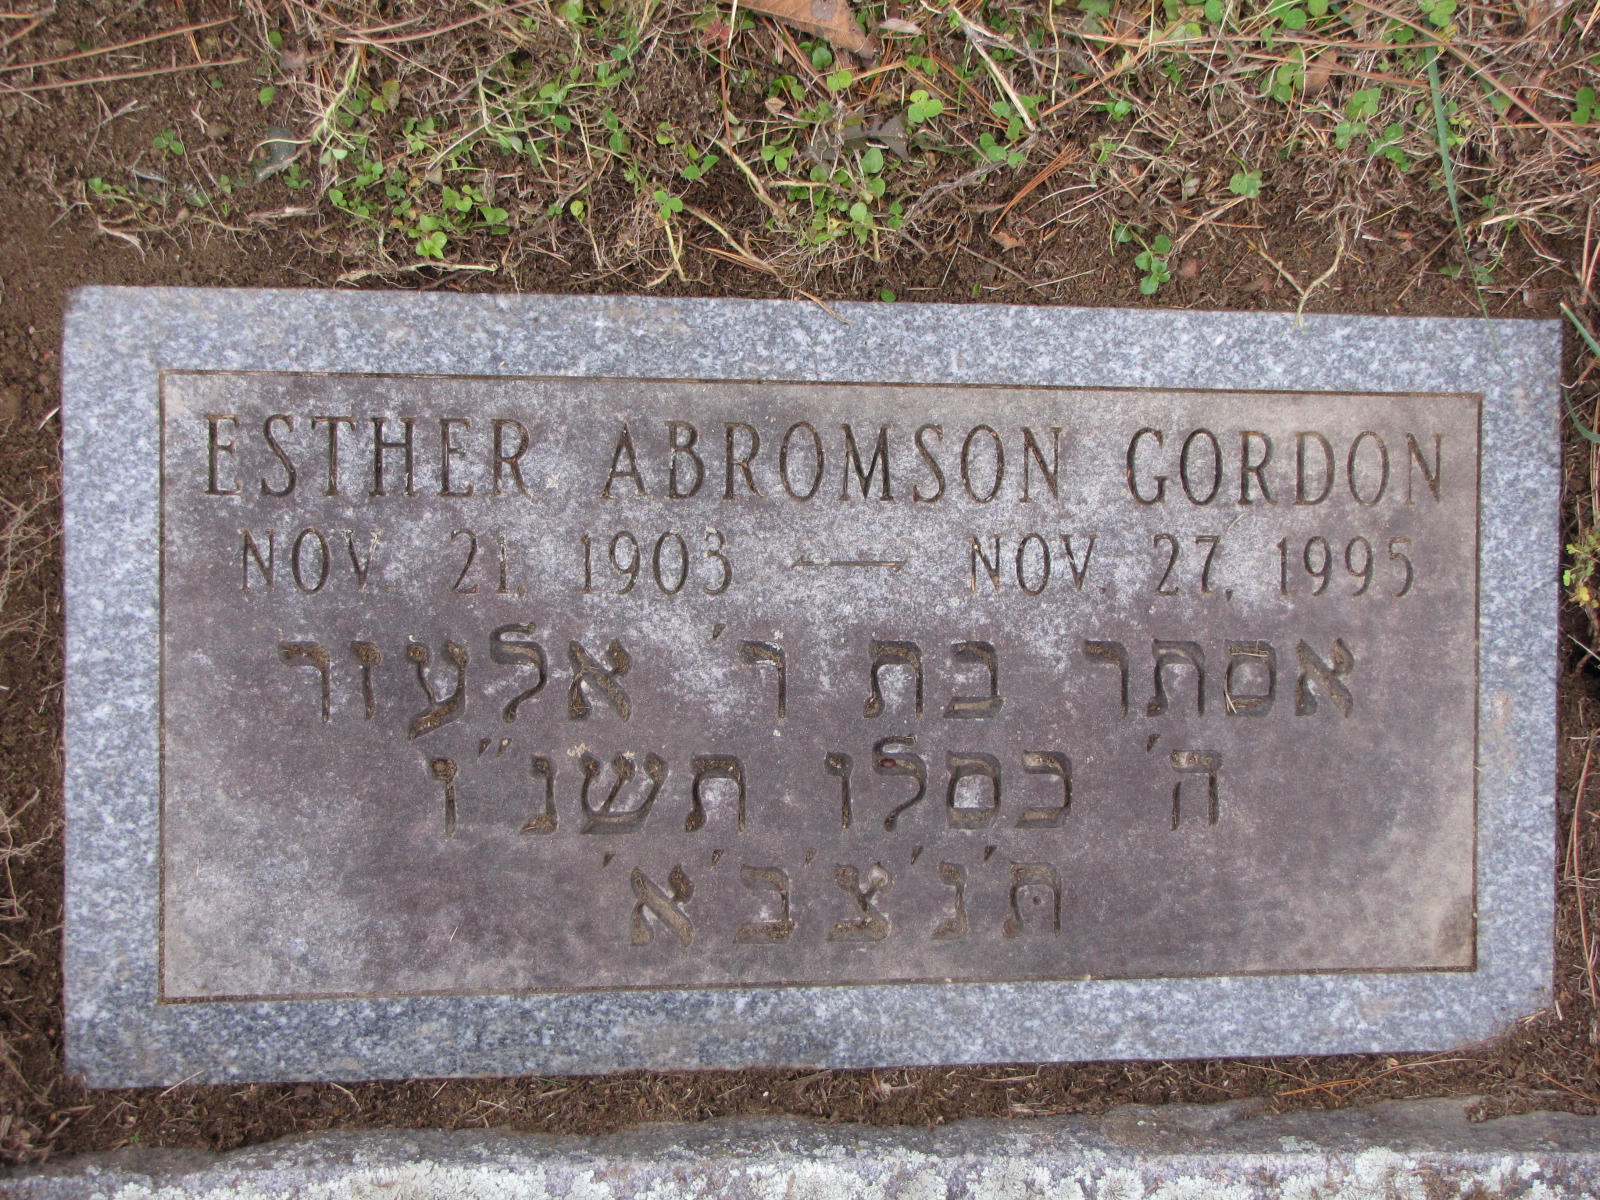 ESTHER ABROMSON GORDON
NOV. 21, 1903 — NOV. 27, 1995
אסתר בת ר' אלעזר
ה' כסלו תשנ"ו
ת'נ'צ'ב'א'